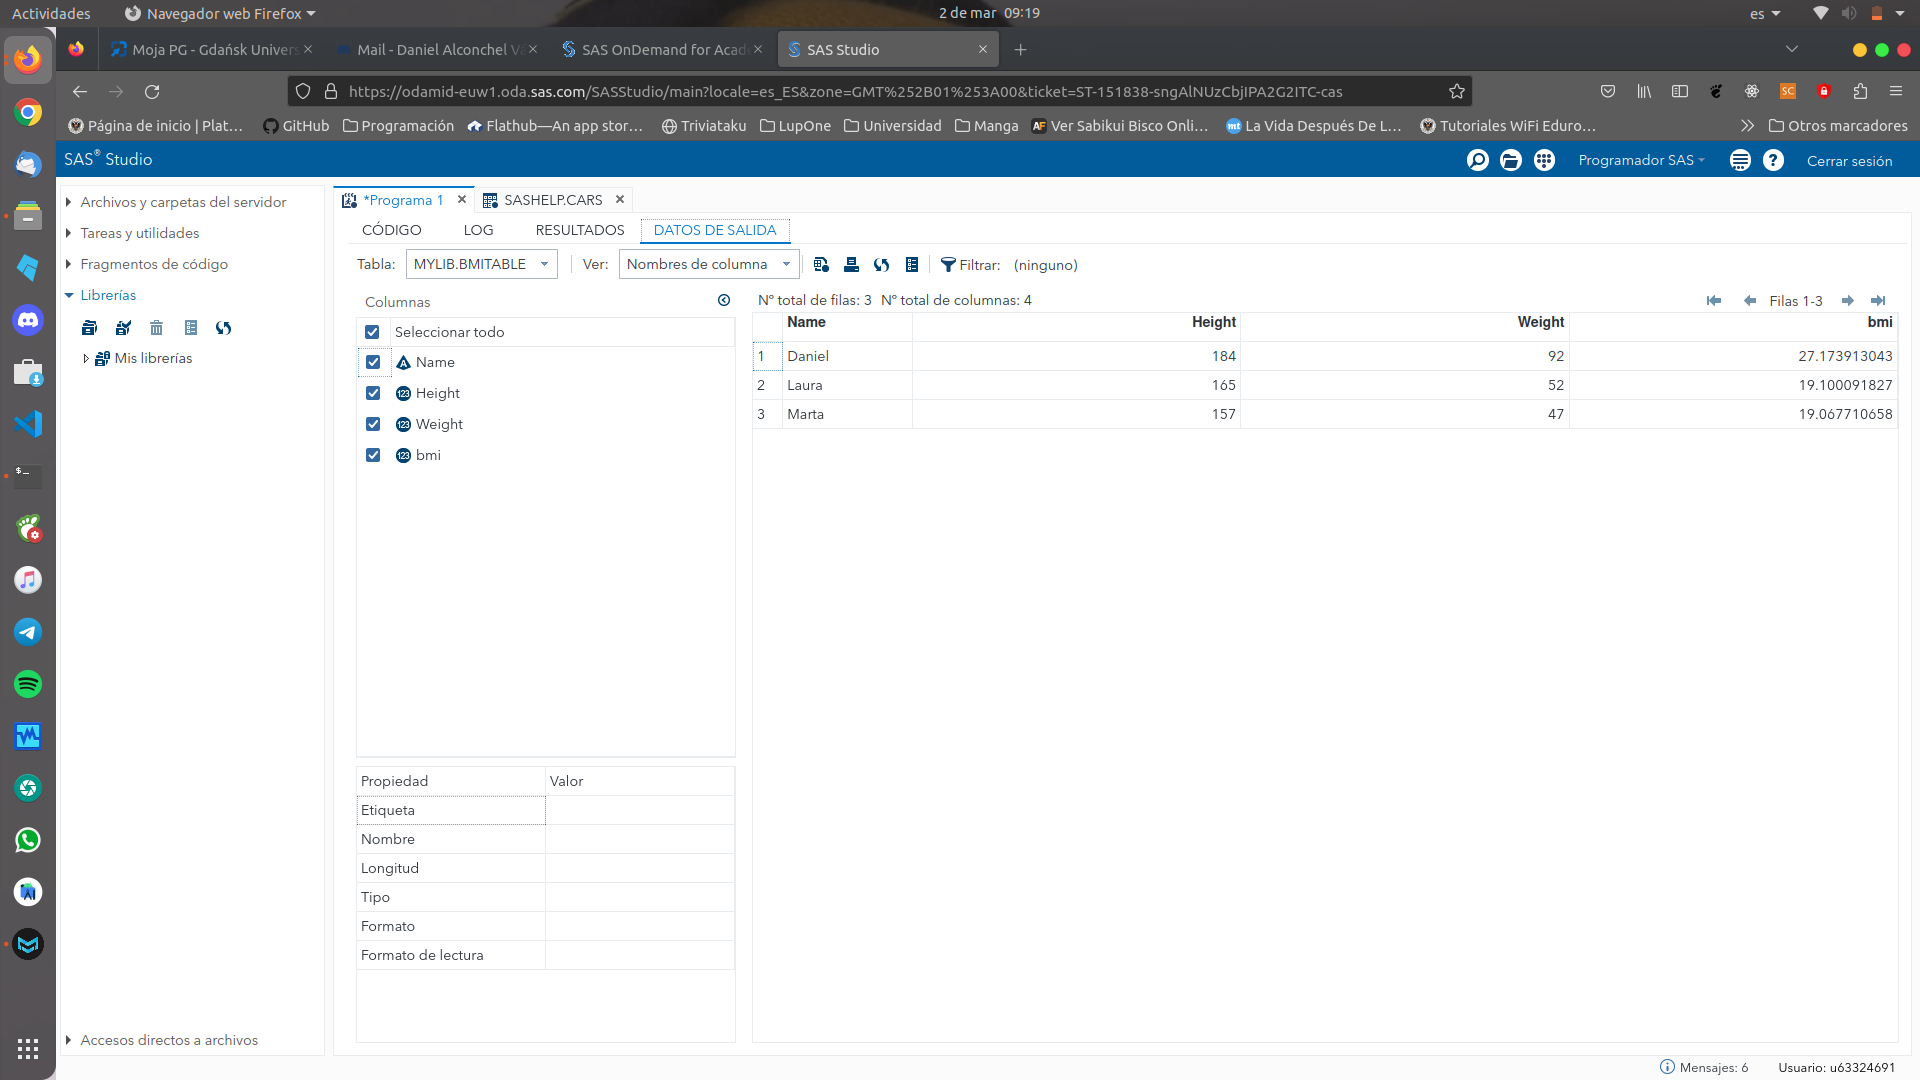 Actividades Navegador web Firefox 2 de mar 09:19 es
Moja PG - Gdańsk Univers Mail - Daniel Alconchel Vá SAS OnDemand for Acade SAS Studio
https://odamid-euw1.oda.sas.com/SASStudio/main?locale=es_ES&zone=GMT%252B01%253A00&ticket=ST-151838-sngAlNUzCbjIPA2G2ITC-cas
Página de inicio | Plat… GitHub Programación Flathub—An app stor… Triviataku LupOne Universidad Manga AF Ver Sabikui Bisco Onli… mt La Vida Después De L… Tutoriales WiFi Eduro… Otros marcadores
SAS® Studio Programador SAS Cerrar sesión
Archivos y carpetas del servidor
Tareas y utilidades
Fragmentos de código
Librerías
Mis librerías
Accesos directos a archivos
*Programa 1 SASHELP.CARS
CÓDIGO LOG RESULTADOS DATOS DE SALIDA
Tabla: MYLIB.BMITABLE Ver: Nombres de columna Filtrar: (ninguno)
Columnas
Seleccionar todo
Name
123 Height
123 Weight
123 bmi
Propiedad Valor
Etiqueta
Nombre
Longitud
Tipo
Formato
Formato de lectura
Nº total de filas: 3 Nº total de columnas: 4 Filas 1-3
Name Height Weight bmi
1 Daniel 184 92 27.173913043
2 Laura 165 52 19.100091827
3 Marta 157 47 19.067710658
Mensajes: 6 Usuario: u63324691